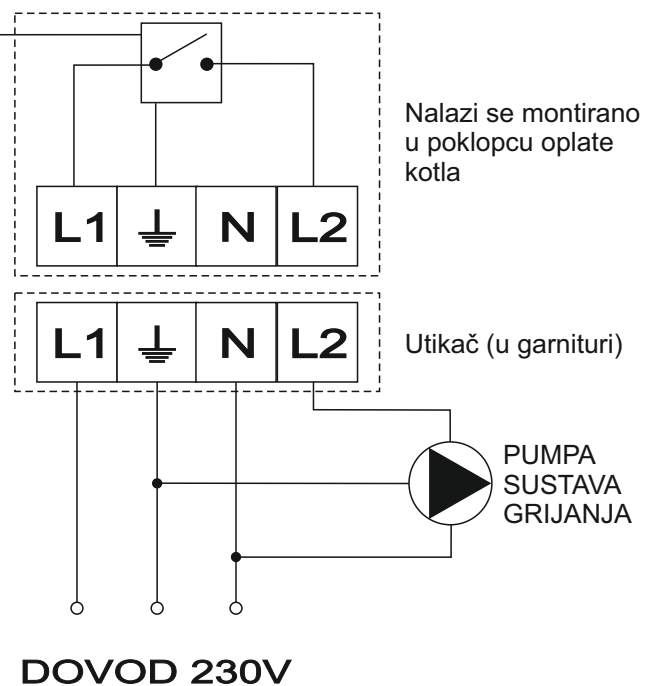 Nalazi se montirano
u poklopcu oplate
kotla
L1 ⏚ N L2
L1 ⏚ N L2
Utikač (u garnituri)
PUMPA
SUSTAVA
GRIJANJA
DOVOD 230V